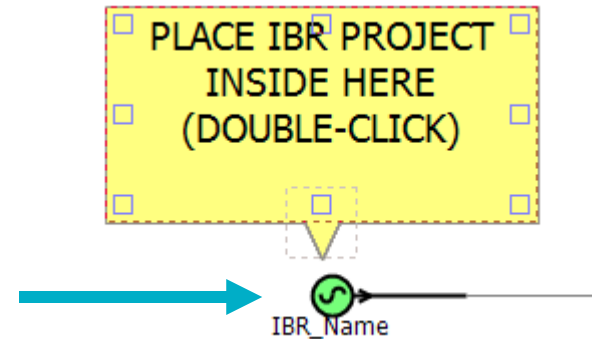 PLACE IBR PROJECT
INSIDE HERE
(DOUBLE-CLICK)
IBR_Name